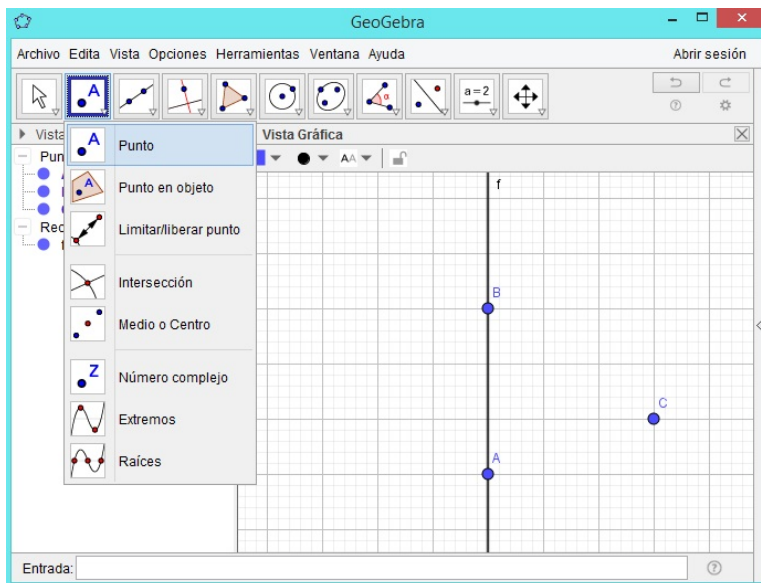 GeoGebra
Archivo Edita Vista Opciones Herramientas Ventana Ayuda
Abrir sesión
A
α
a=2
Vista
Vista Gráfica
Pun
AA
Rec
f
A Punto
A Punto en objeto
Limitar/liberar punto
Intersección
Medio o Centro
Z Número complejo
Extremos
Raíces
f
B
C
A
Entrada: